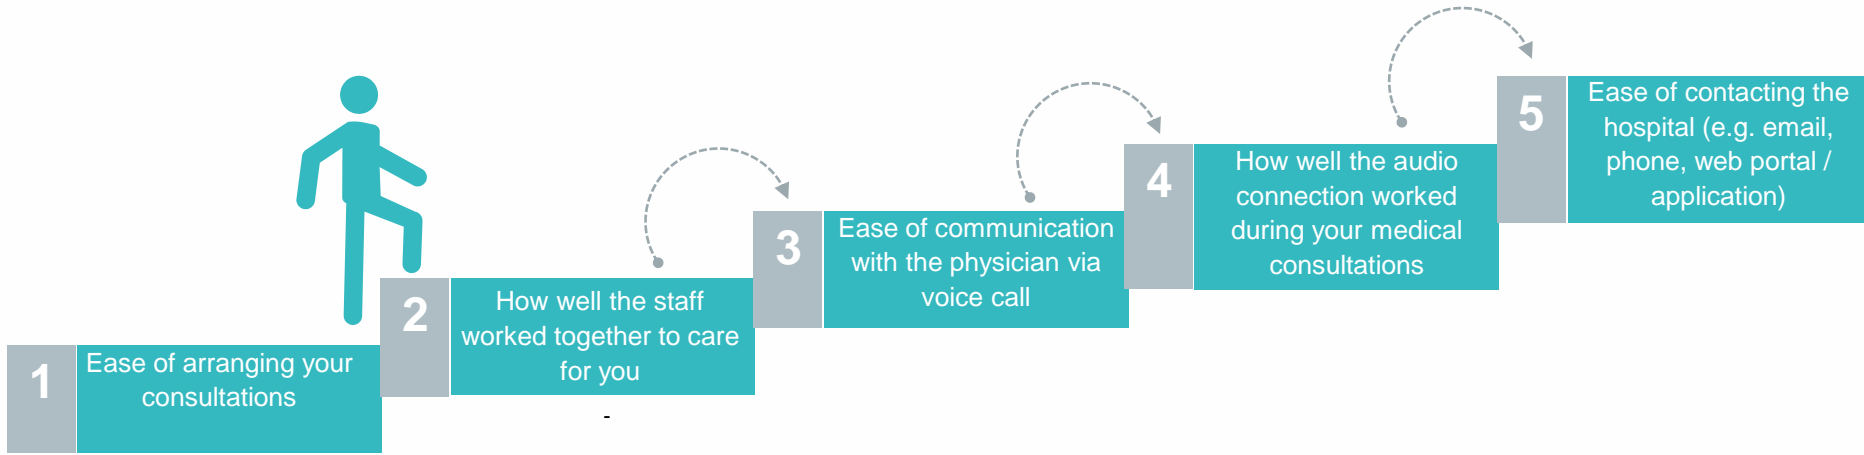 1
Ease of arranging your
consultations
2
How well the staff
worked together to care
for you
-
3
Ease of communication
with the physician via
voice call
4
How well the audio
connection worked
during your medical
consultations
5
Ease of contacting the
hospital (e.g. email,
phone, web portal /
application)